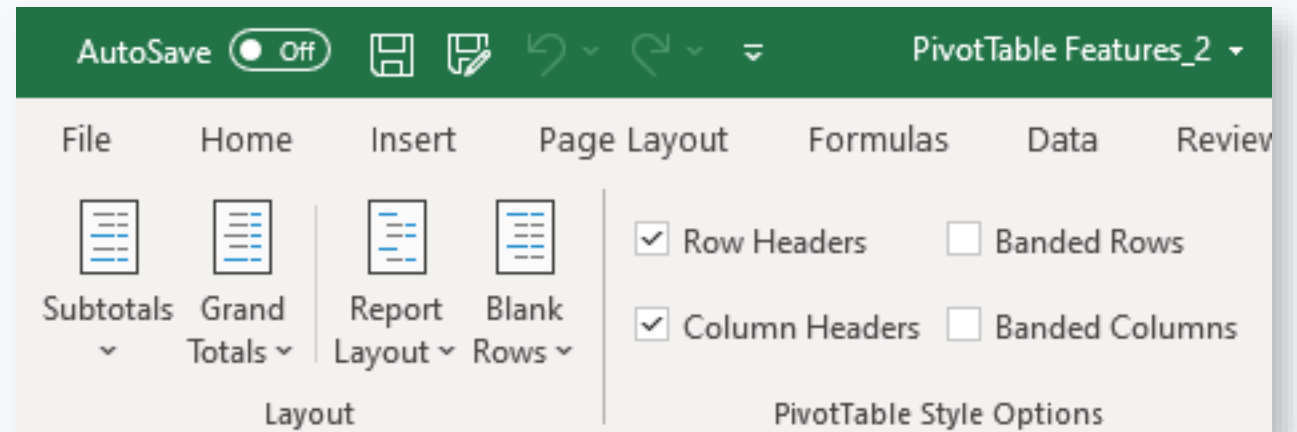 AutoSave Off PivotTable Features_2
File Home Insert Page Layout Formulas Data Review
Row Headers Banded Rows
Subtotals Grand Totals Report Layout Blank Rows
Column Headers Banded Columns
Layout PivotTable Style Options